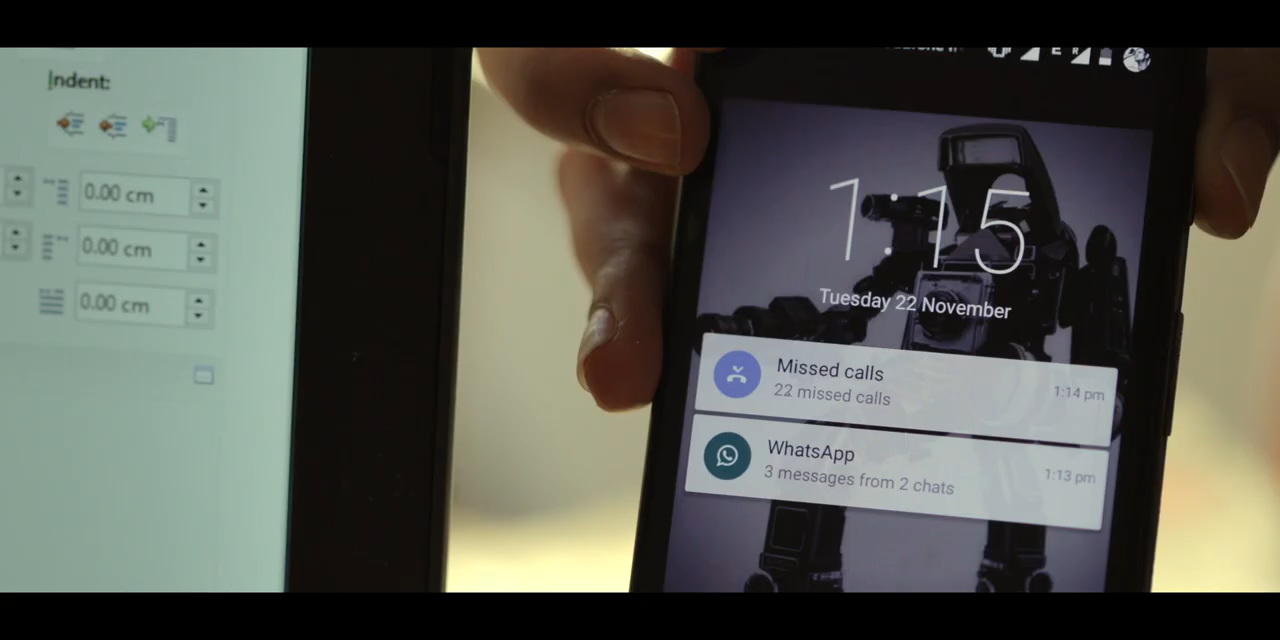 Indent:
0.00 cm
0.00 cm
0.00 cm
E R
1:15
Tuesday 22 November
Missed calls
22 missed calls
1:14 pm
WhatsApp
3 messages from 2 chats
1:13 pm